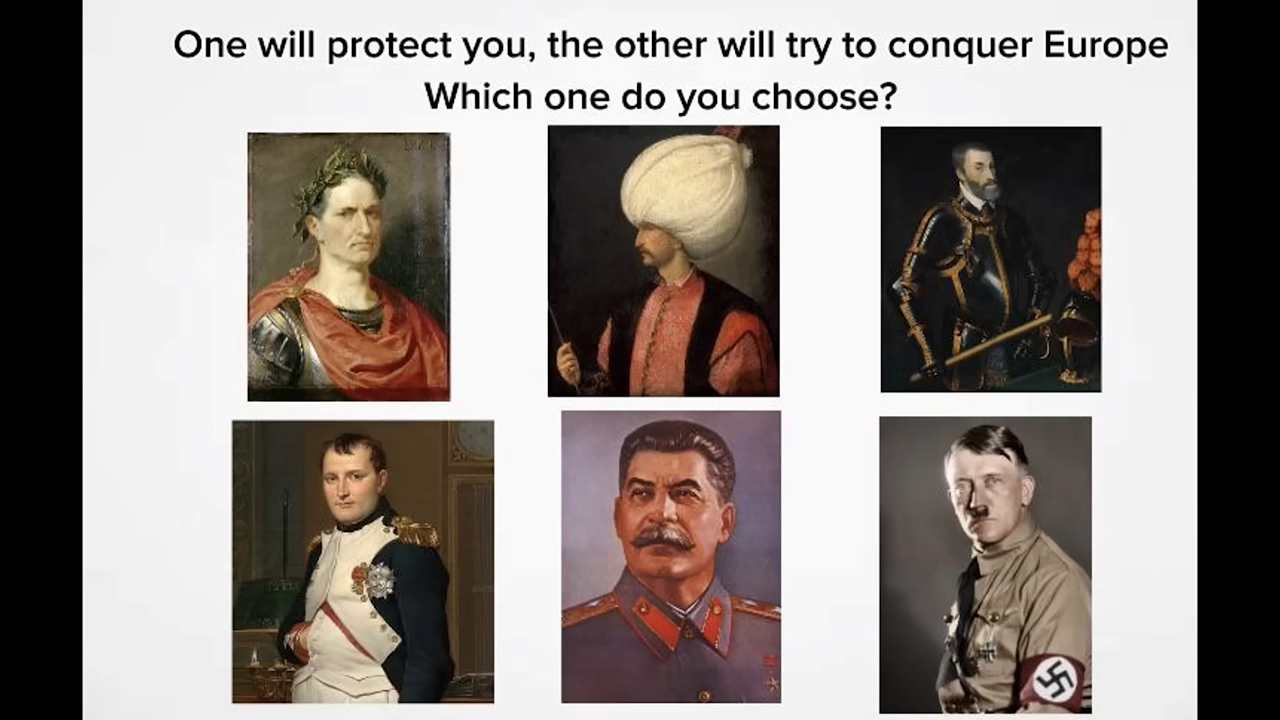 One will protect you, the other will try to conquer Europe
Which one do you choose?